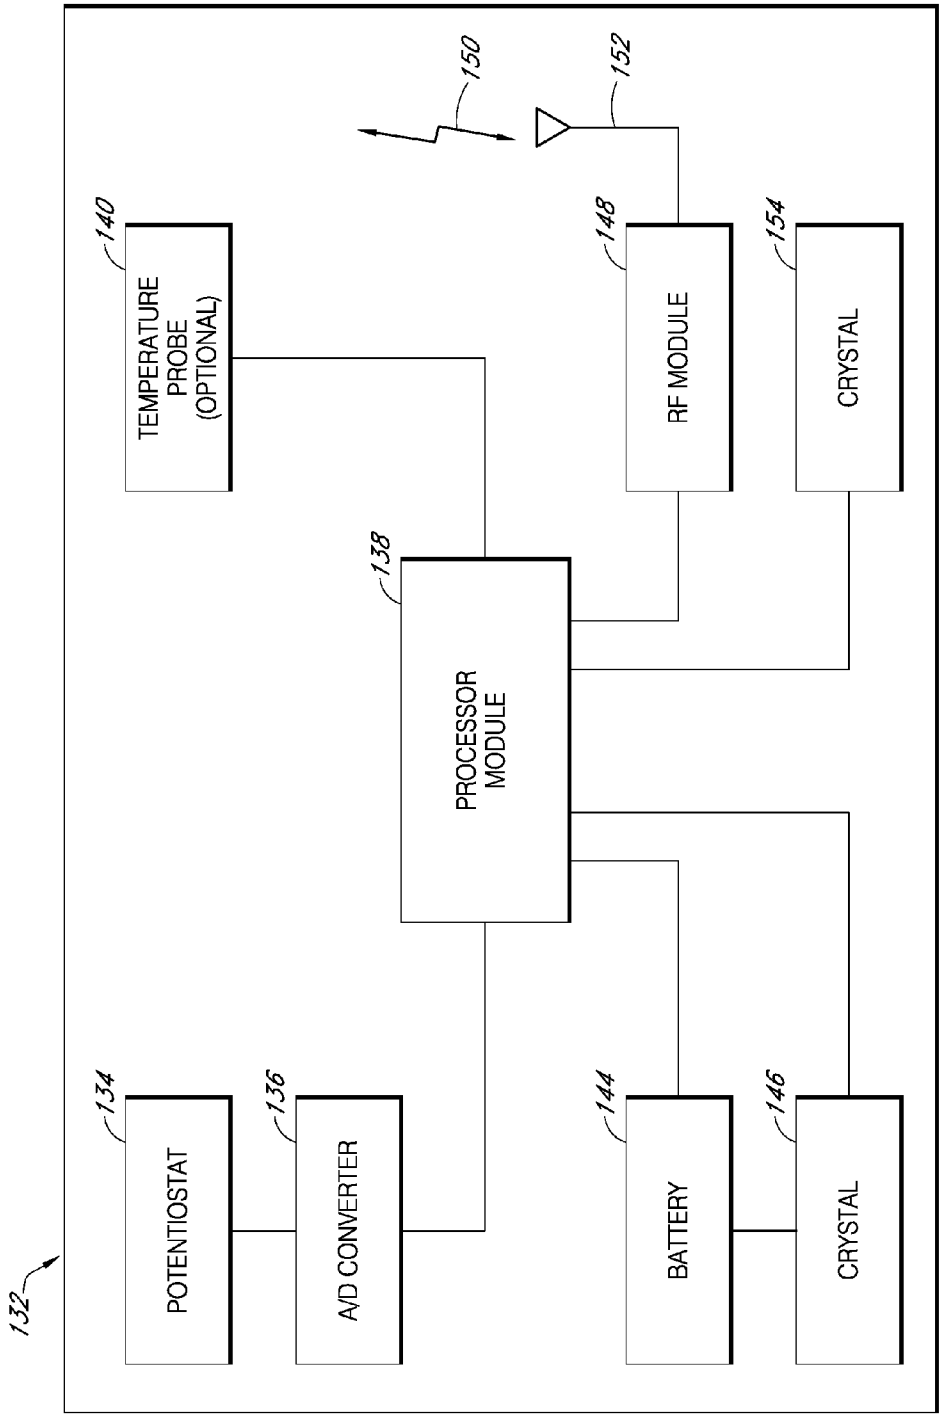 132
134
POTENTIOSTAT
136
A/D CONVERTER
138
PROCESSOR
MODULE
140
TEMPERATURE
PROBE
(OPTIONAL)
150
152
144
BATTERY
146
CRYSTAL
148
RF MODULE
154
CRYSTAL